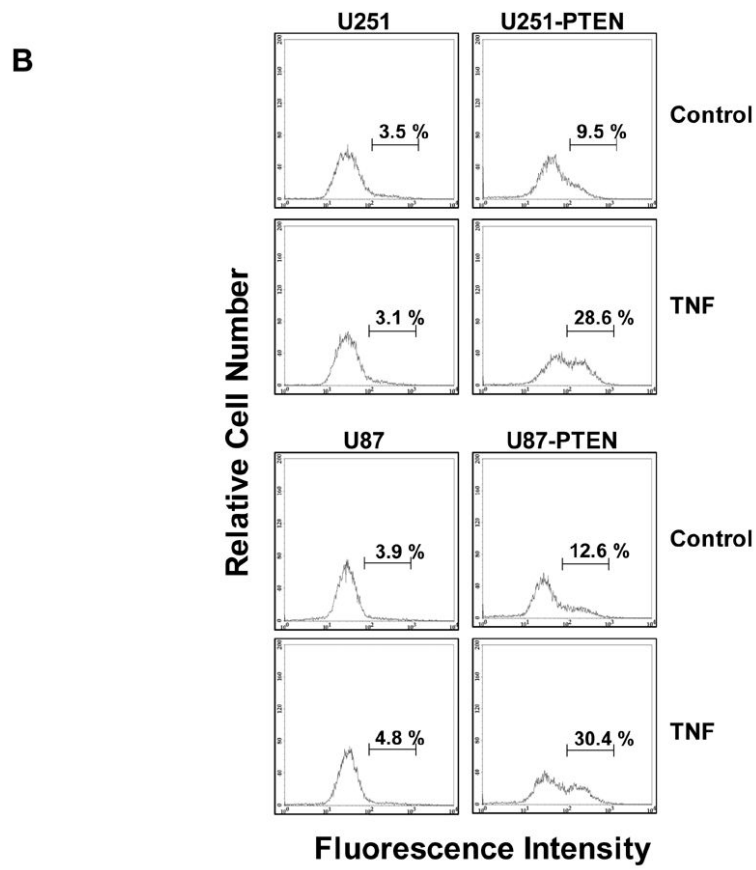 B
U251 U251-PTEN
3.5 % 9.5 % Control
3.1 % 28.6 % TNF
Relative Cell Number
U87 U87-PTEN
3.9 % 12.6 % Control
4.8 % 30.4 % TNF
Fluorescence Intensity